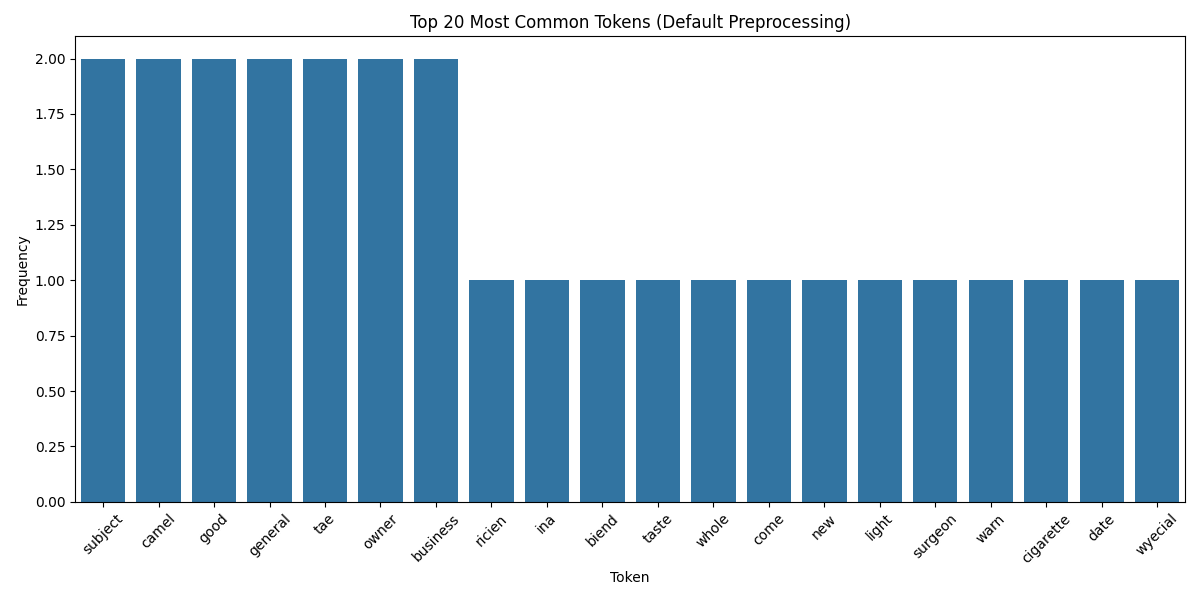 Top 20 Most Common Tokens (Default Preprocessing)
2.00
1.75
1.50
1.25
1.00
0.75
0.50
0.25
0.00
Frequency
subject camel good general tae owner business ricien ina biend taste whole come new light surgeon warn cigarette date wyecial
Token